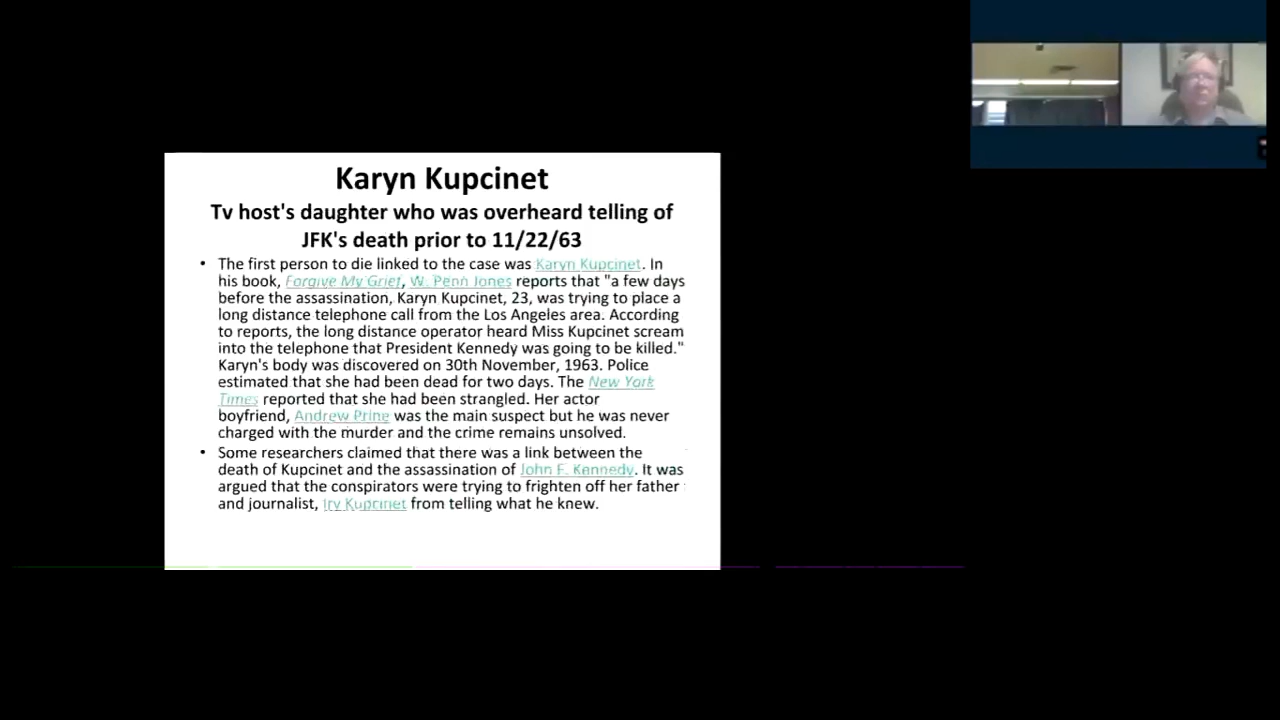 Karyn Kupcinet
Tv host's daughter who was overheard telling of
JFK's death prior to 11/22/63
• The first person to die linked to the case was Karyn Kupcinet. In
his book, Forgive My Grief, W. Penn Jones reports that "a few days
before the assassination, Karyn Kupcinet, 23, was trying to place a
long distance telephone call from the Los Angeles area. According
to reports, the long distance operator heard Miss Kupcinet scream
into the telephone that President Kennedy was going to be killed."
Karyn's body was discovered on 30th November, 1963. Police
estimated that she had been dead for two days. The New York
Times reported that she had been strangled. Her actor
boyfriend, Andrew Prine was the main suspect but he was never
charged with the murder and the crime remains unsolved.
• Some researchers claimed that there was a link between the
death of Kupcinet and the assassination of John F. Kennedy. It was
argued that the conspirators were trying to frighten off her father
and journalist, Irv Kupcinet from telling what he knew.